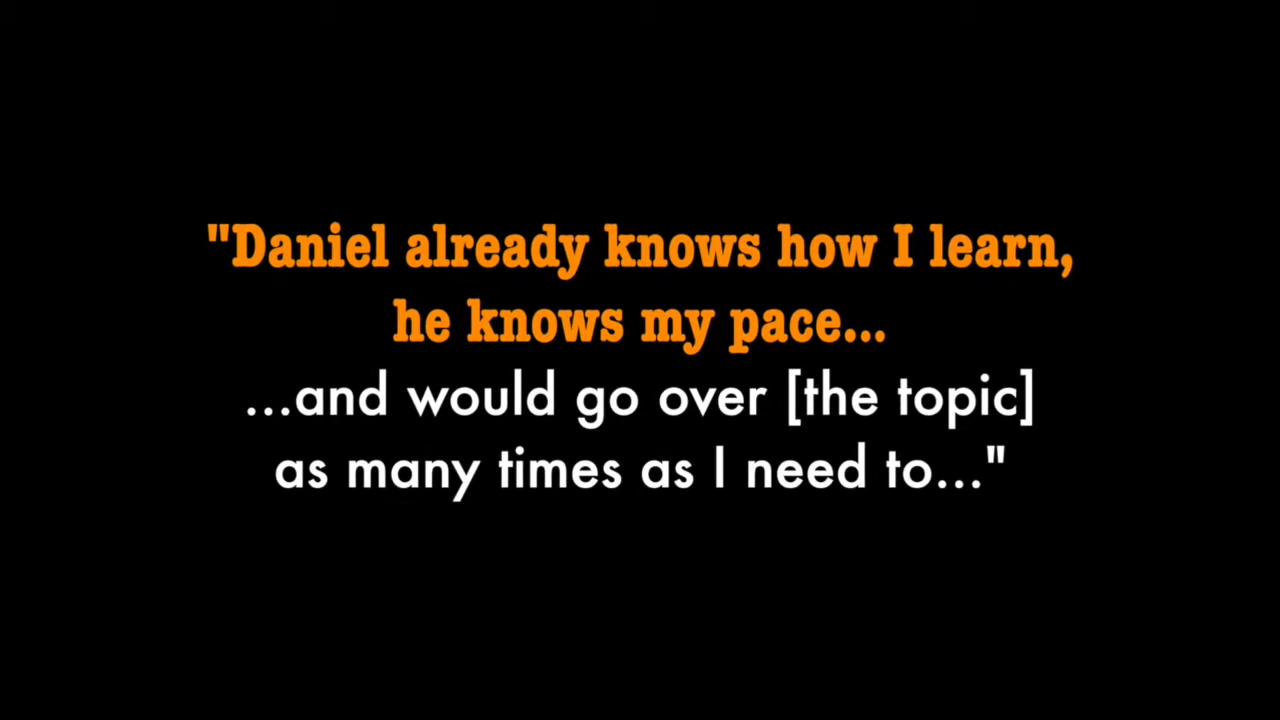 "Daniel already knows how I learn,
he knows my pace...
...and would go over [the topic]
as many times as I need to..."